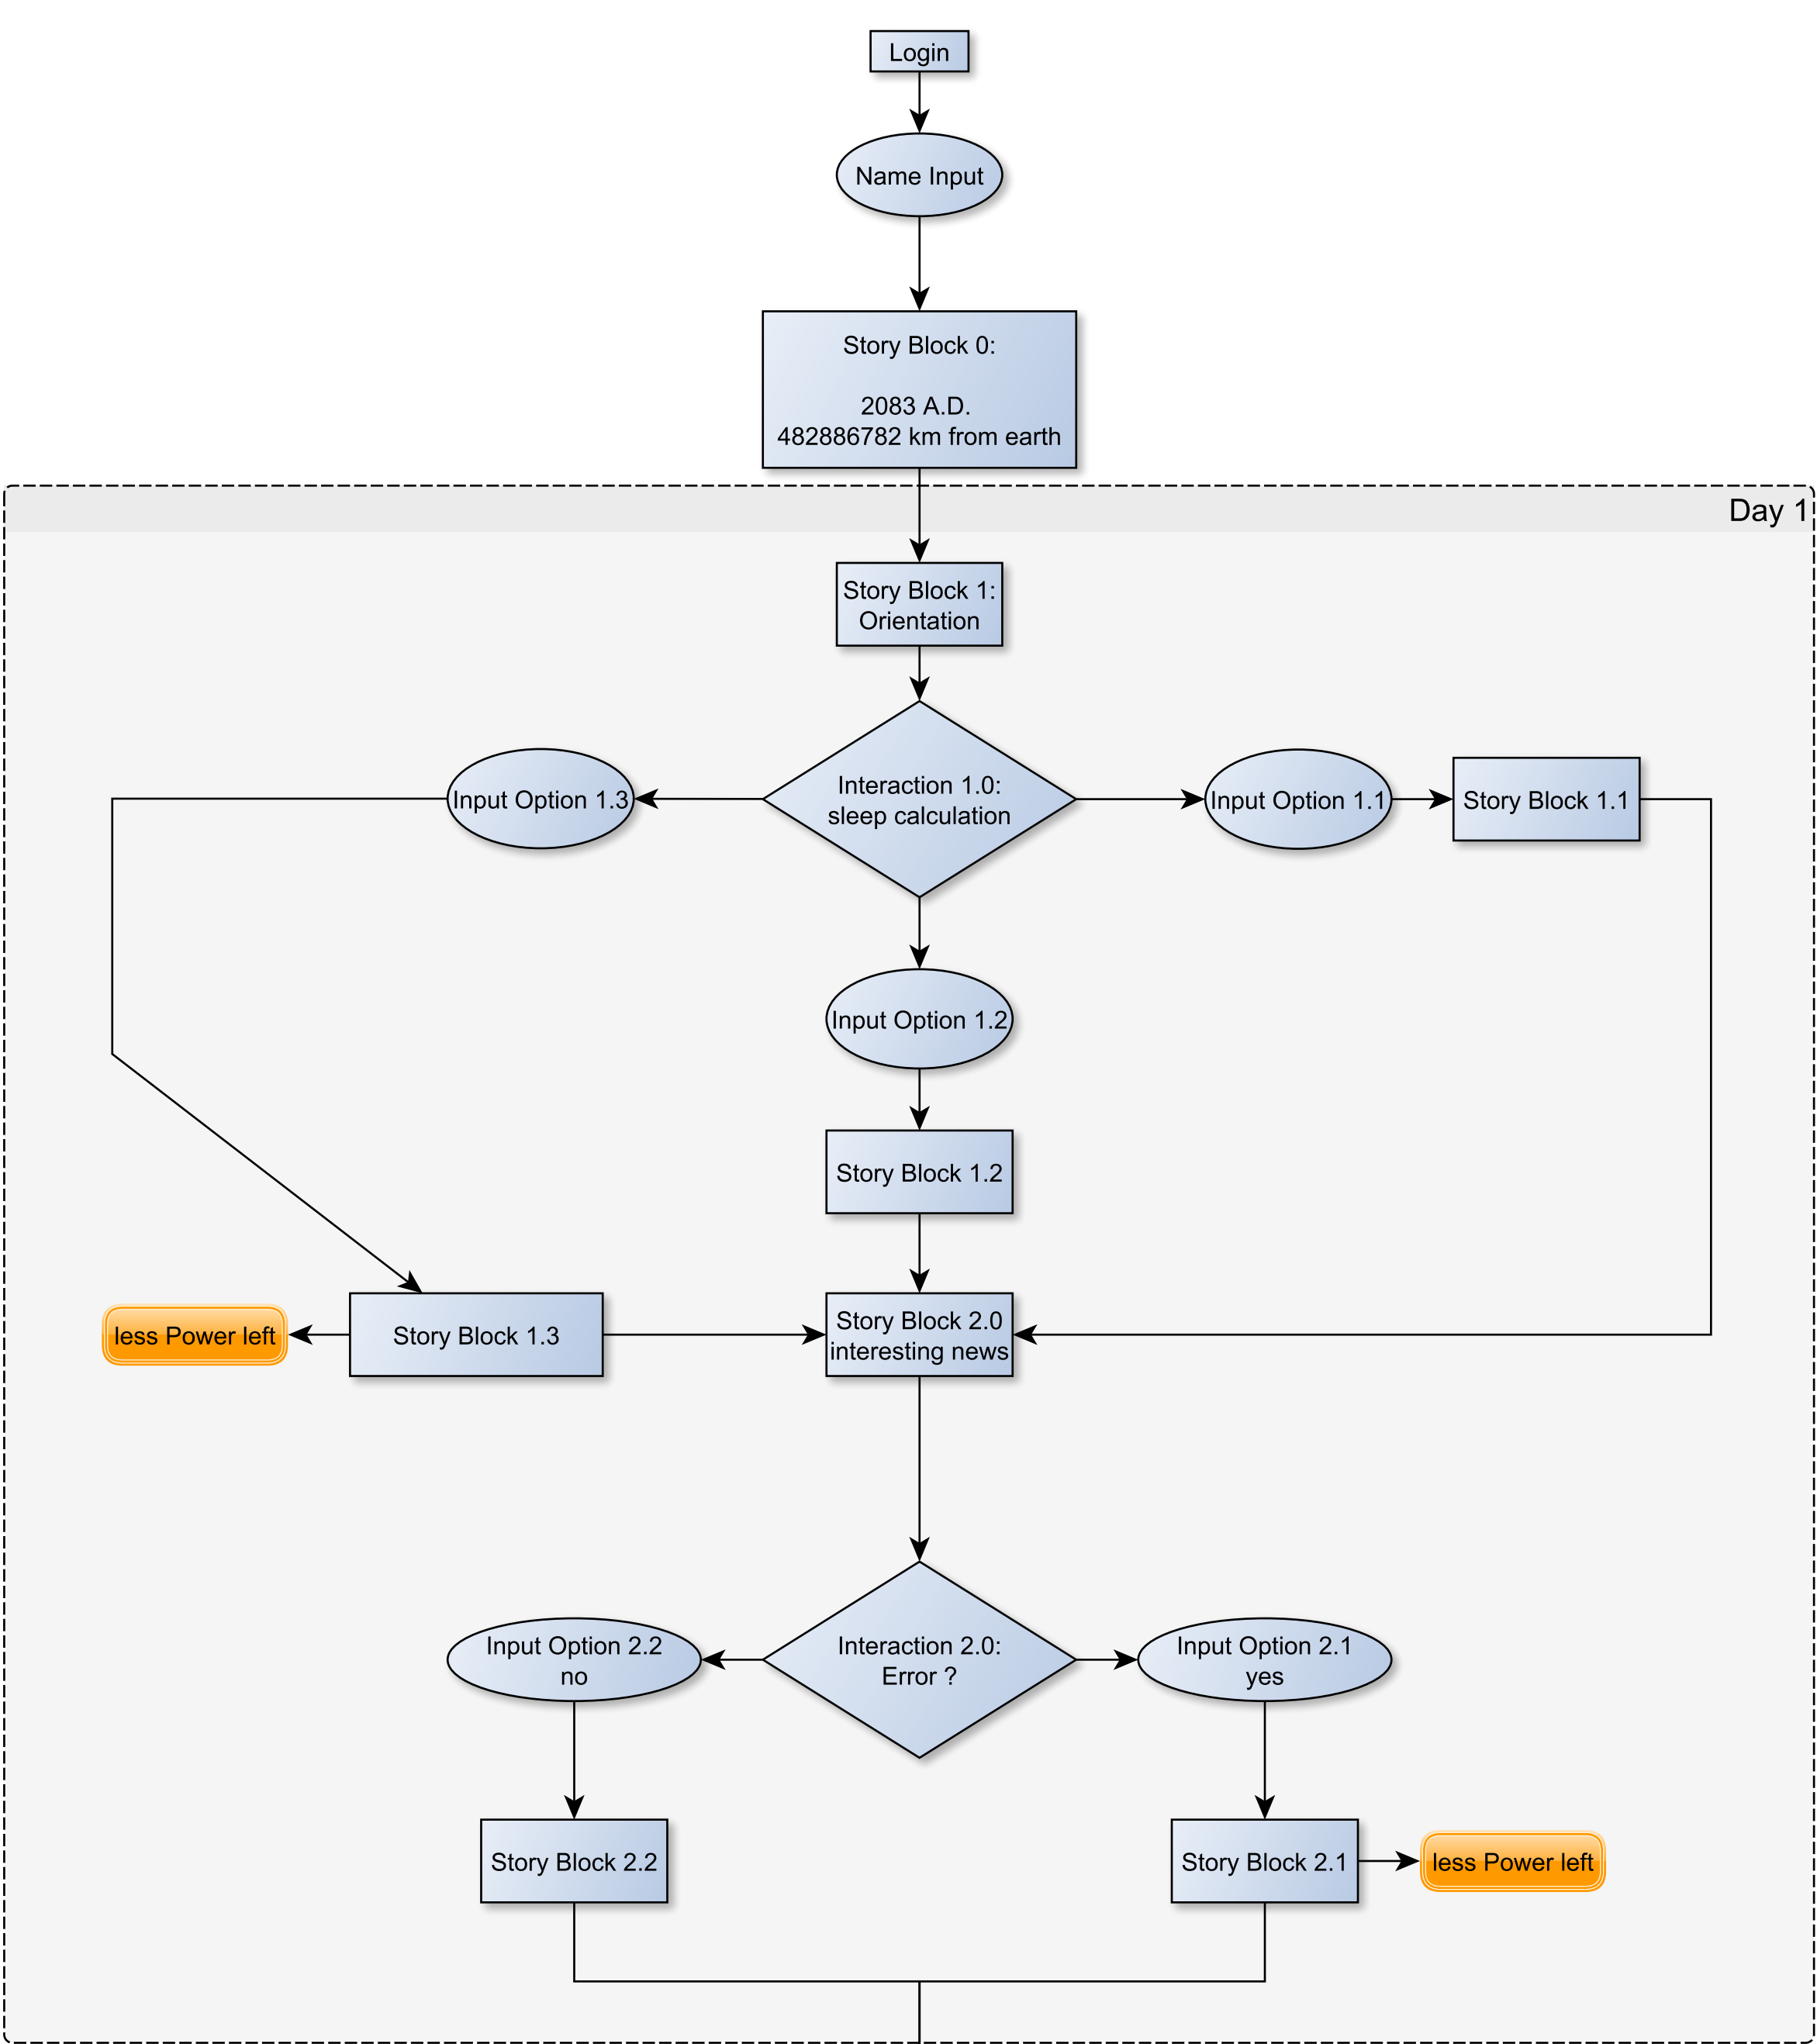 Login
Name Input
Story Block 0:
2083 A.D.
482886782 km from earth
Day 1
Story Block 1:
Orientation
Input Option 1.3
Interaction 1.0:
sleep calculation
Input Option 1.1
Story Block 1.1
Input Option 1.2
Story Block 1.2
less Power left
Story Block 1.3
Story Block 2.0
interesting news
Input Option 2.2
no
Interaction 2.0:
Error ?
Input Option 2.1
yes
Story Block 2.2
Story Block 2.1
less Power left